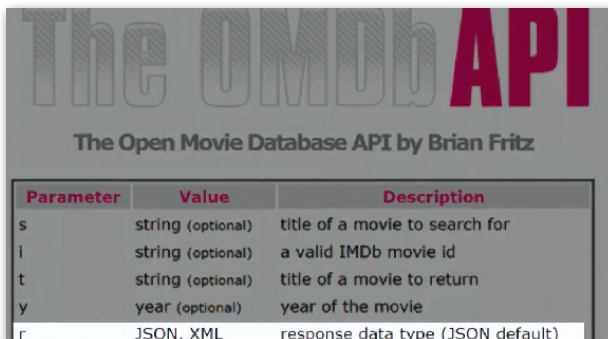 The OMDb API
The Open Movie Database API by Brian Fritz
Parameter Value Description
s string (optional) title of a movie to search for
i string (optional) a valid IMDb movie id
t string (optional) title of a movie to return
y year (optional) year of the movie
r JSON, XML response data type (JSON default)